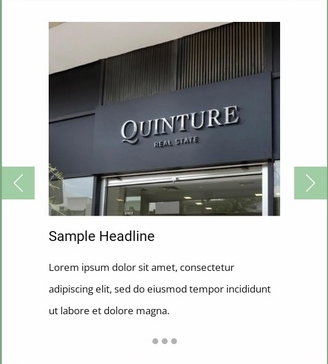 QUINTURE
REAL ESTATE
Sample Headline
Lorem ipsum dolor sit amet, consectetur
adipiscing elit, sed do eiusmod tempor incididunt
ut labore et dolore magna.